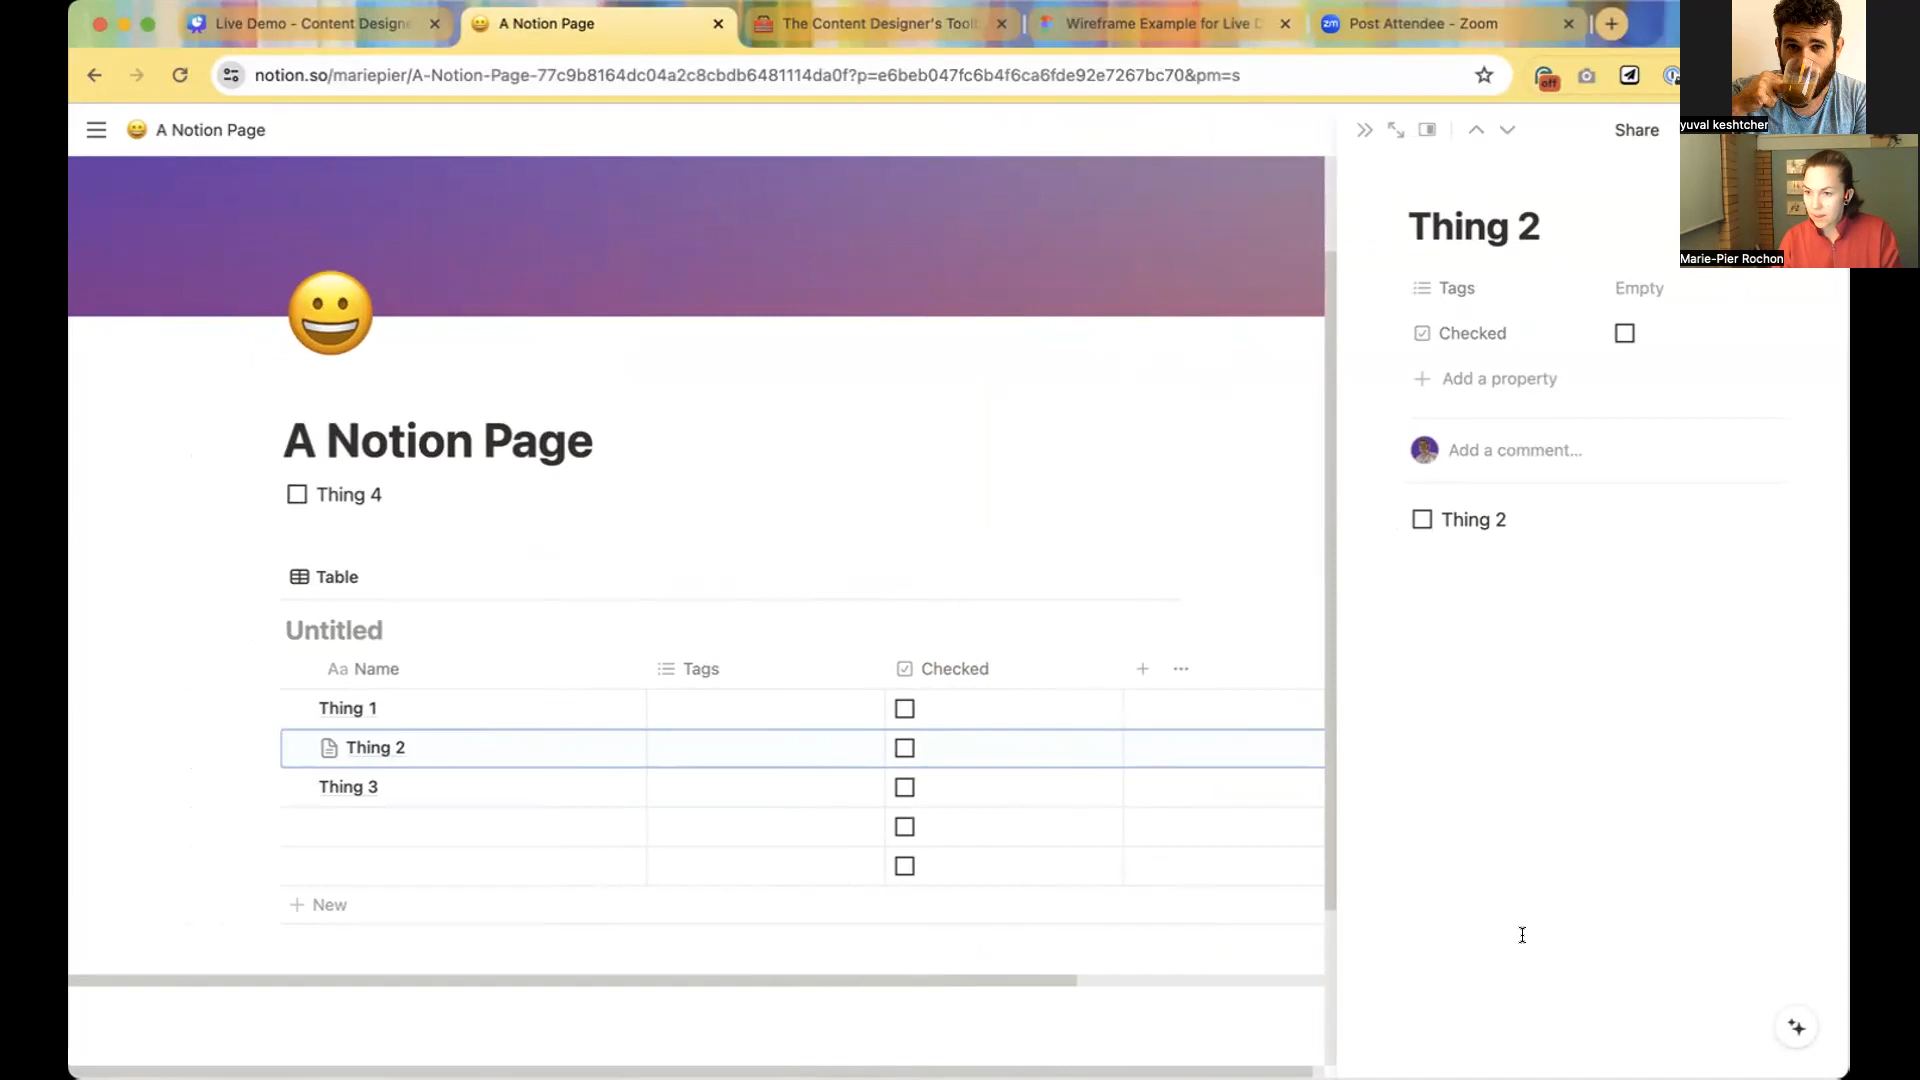 Live Demo - Content Designe
A Notion Page
The Content Designer's Toolb
Wireframe Example for Live D
zm Post Attendee - Zoom
notion.so/mariepier/A-Notion-Page-77c9b8164dc04a2c8cbdb6481114da0f?p=e6beb047fc6b4f6ca6fde92e7267bc70&pm=s
off
yuval keshtcher
Marie-Pier Rochon
A Notion Page
Share
A Notion Page
Thing 4
Table
Untitled
Aa Name Tags Checked
Thing 1
Thing 2
Thing 3
+ New
Thing 2
Tags Empty
Checked
+ Add a property
Add a comment...
Thing 2